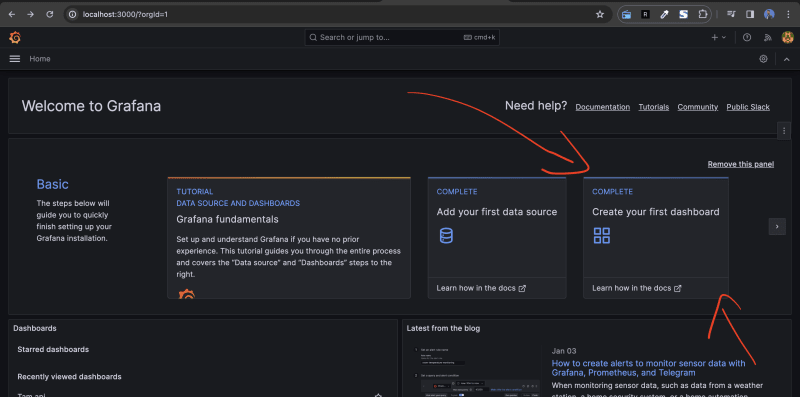 localhost:3000/?orgId=1
Search or jump to...
cmd+k
Home
Welcome to Grafana
Need help?
Documentation
Tutorials
Community
Public Slack
Remove this panel
Basic
The steps below will
guide you to quickly
finish setting up your
Grafana installation.
TUTORIAL
DATA SOURCE AND DASHBOARDS
Grafana fundamentals
Set up and understand Grafana if you have no prior
experience. This tutorial guides you through the entire process
and covers the “Data source” and “Dashboards” steps to the
right.
COMPLETE
Add your first data source
Learn how in the docs
COMPLETE
Create your first dashboard
Learn how in the docs
Dashboards
Starred dashboards
Recently viewed dashboards
Latest from the blog
Jan 03
How to create alerts to monitor sensor data with
Grafana, Prometheus, and Telegram
When monitoring sensor data, such as data from a weather
station, a home security system, or a home automation